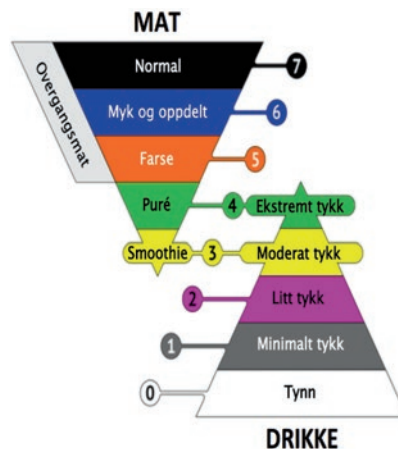 MAT
Normal 7
Overgangsmat
Myk og oppdelt 6
Farse 5
Puré 4 Ekstremt tykk
Smoothie 3 Moderat tykk
2 Litt tykk
1 Minimalt tykk
0 Tynn
DRIKKE